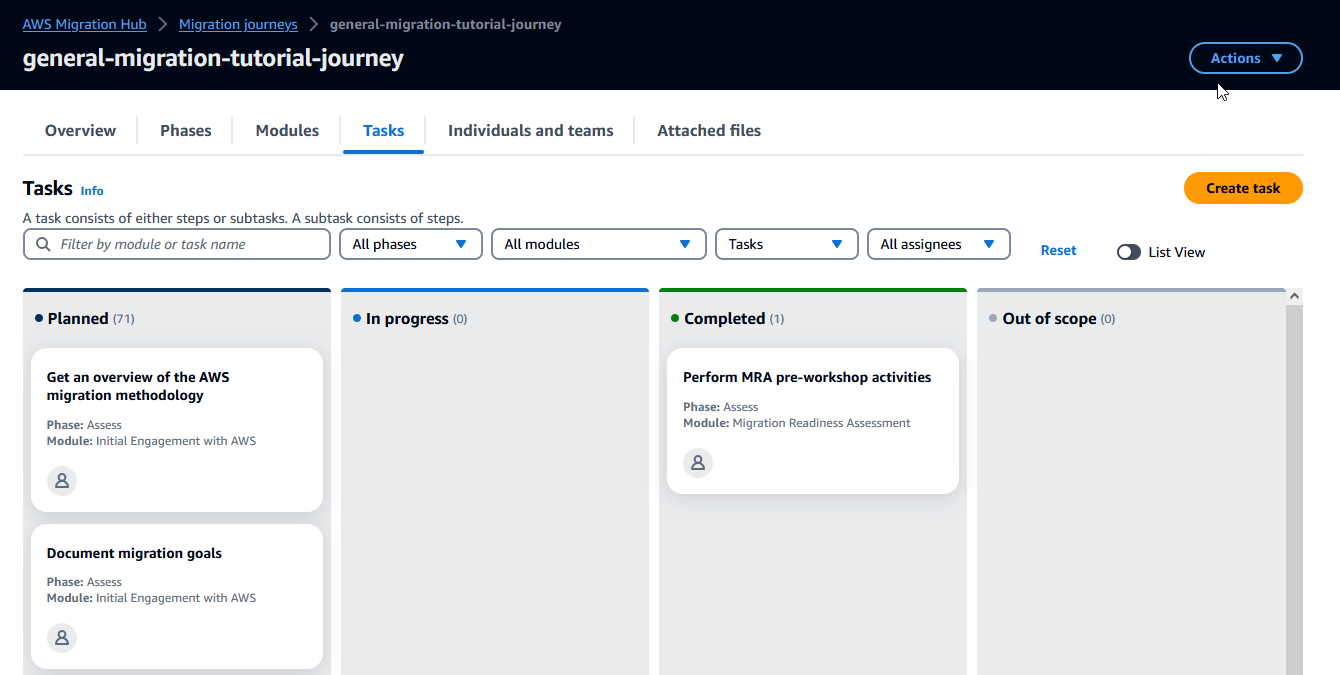 AWS Migration Hub > Migration journeys > general-migration-tutorial-journey
general-migration-tutorial-journey
Actions
Overview Phases Modules Tasks Individuals and teams Attached files
Tasks Info
Create task
A task consists of either steps or subtasks. A subtask consists of steps.
Filter by module or task name All phases All modules Tasks All assignees Reset List View
Planned (71)
Get an overview of the AWS
migration methodology
Phase: Assess
Module: Initial Engagement with AWS
Document migration goals
Phase: Assess
Module: Initial Engagement with AWS
In progress (0)
Completed (1)
Perform MRA pre-workshop activities
Phase: Assess
Module: Migration Readiness Assessment
Out of scope (0)